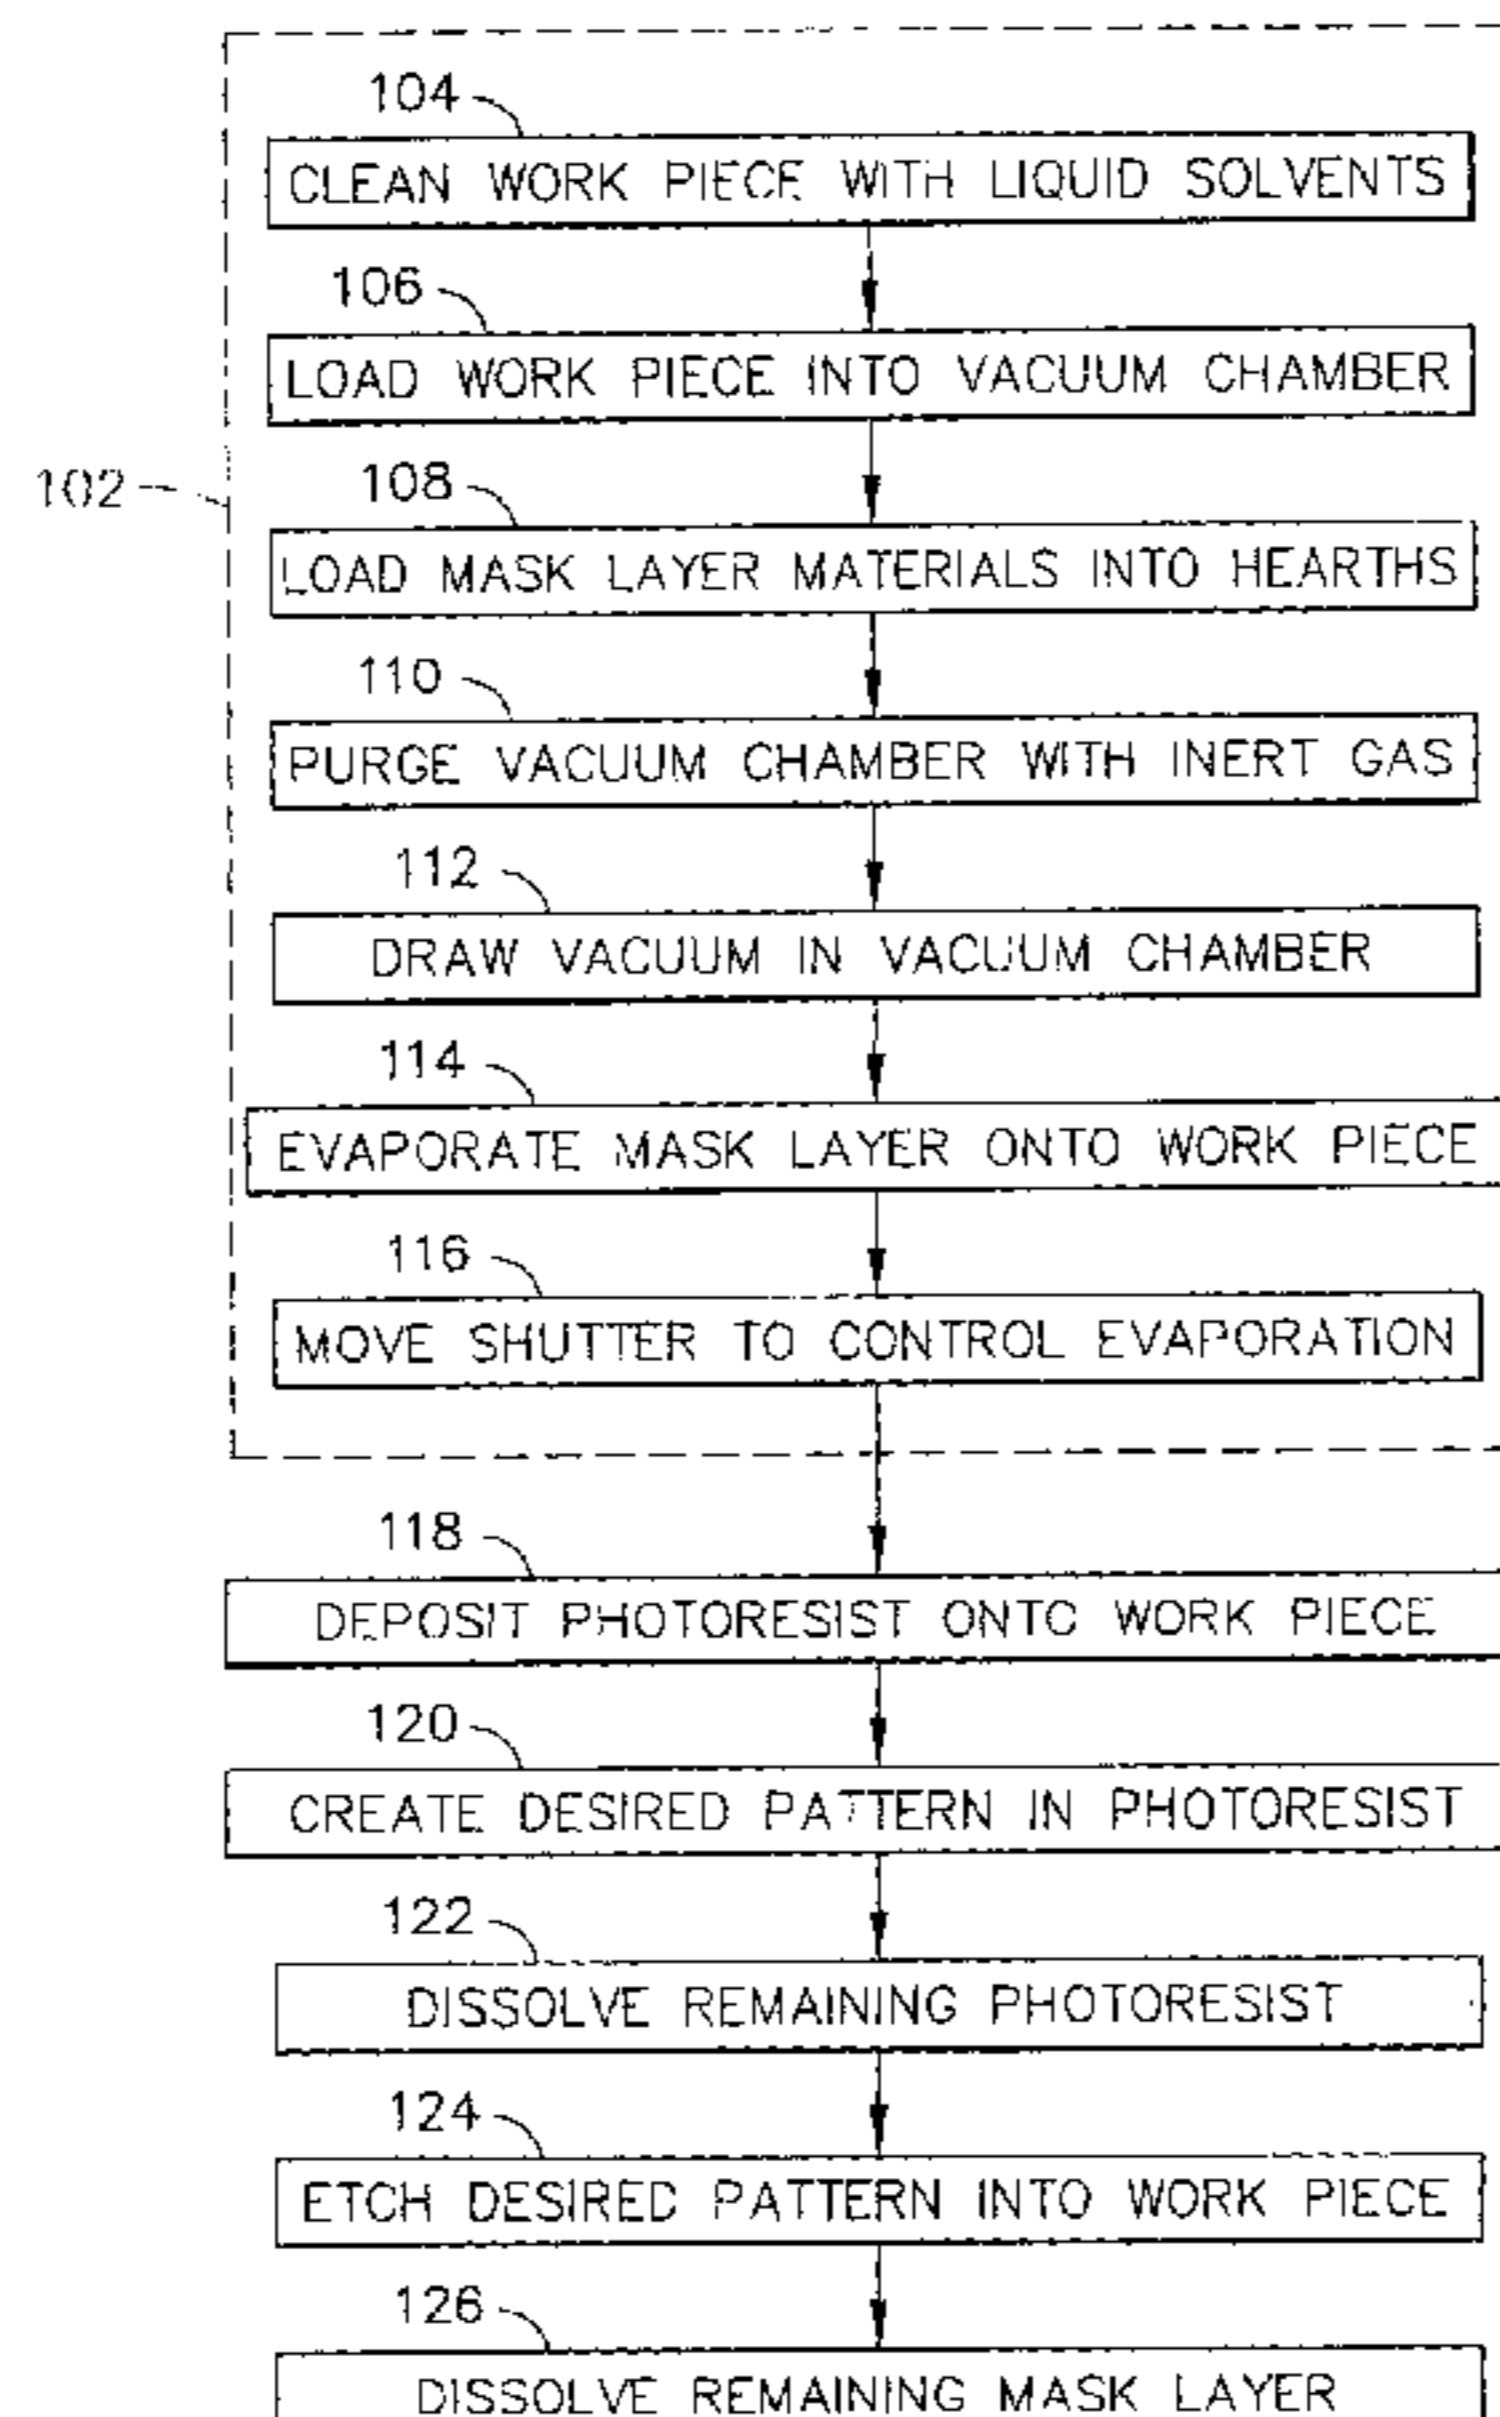 104
CLEAN WORK PIECE WITH LIQUID SOLVENTS
106
LOAD WORK PIECE INTO VACUUM CHAMBER
102
108
LOAD MASK LAYER MATERIALS INTO HEARTHS
110
PURGE VACUUM CHAMBER WITH INERT GAS
112
DRAW VACUUM IN VACUUM CHAMBER
114
EVAPORATE MASK LAYER ONTO WORK PIECE
116
MOVE SHUTTER TO CONTROL EVAPORATION
118
DEPOSIT PHOTORESIST ONTO WORK PIECE
120
CREATE DESIRED PATTERN IN PHOTORESIST
122
DISSOLVE REMAINING PHOTORESIST
124
ETCH DESIRED PATTERN INTO WORK PIECE
126
DISSOLVE REMAINING MASK LAYER